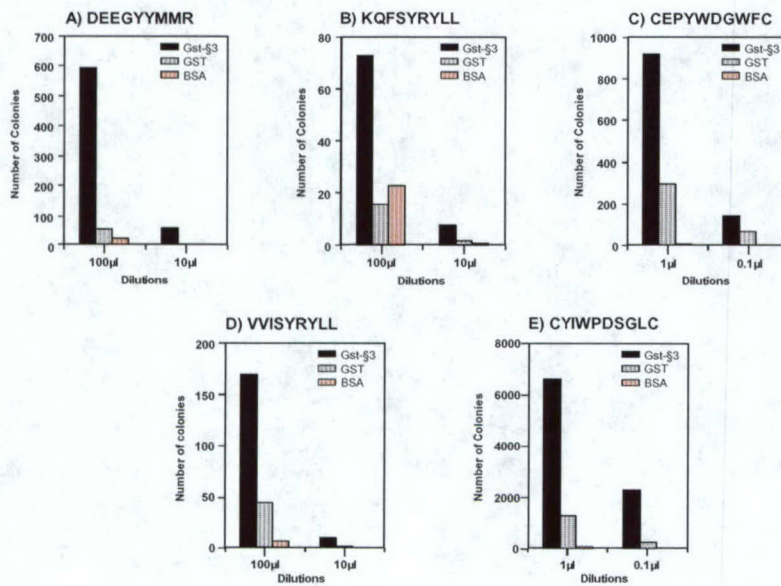 A) DEEGYYMMR
Number of Colonies
700
600
500
400
300
200
100
0
Gst-§3
GST
BSA
100µl
10µl
Dilutions
B) KQFSYRYLL
Number of Colonies
80
60
40
20
0
Gst-§3
GST
BSA
100µl
10µl
Dilutions
C) CEPYWDGWFC
Number of Colonies
1000
800
600
400
200
0
Gst-§3
GST
BSA
1µl
0.1µl
Dilutions
D) VVISYRYLL
Number of colonies
200
150
100
50
0
Gst-§3
GST
BSA
100µl
10µl
Dilutions
E) CYIWPDSGLC
Number of Colonies
8000
6000
4000
2000
0
Gst-§3
GST
BSA
1µl
0.1µl
Dilutions